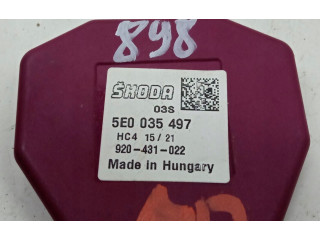 898
ŠKODA
03S
5E0 035 497
HC4 15/21
920-431-022
Made in Hungary